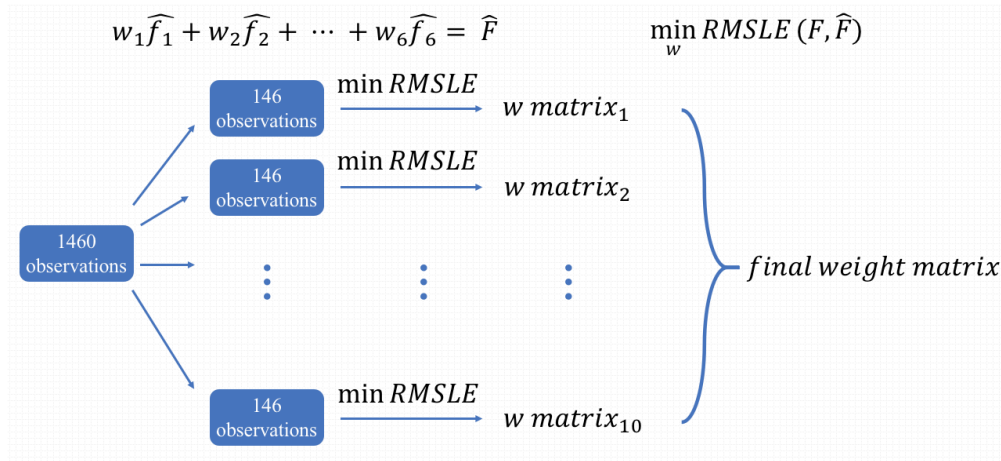 w₁f̂₁ + w₂f̂₂ + ⋯ + w₆f̂₆ = F̂
min RMSLE (F, F̂)
w
146
observations
min RMSLE
w matrix₁
146
observations
min RMSLE
w matrix₂
1460
observations
final weight matrix
146
observations
min RMSLE
w matrix₁₀